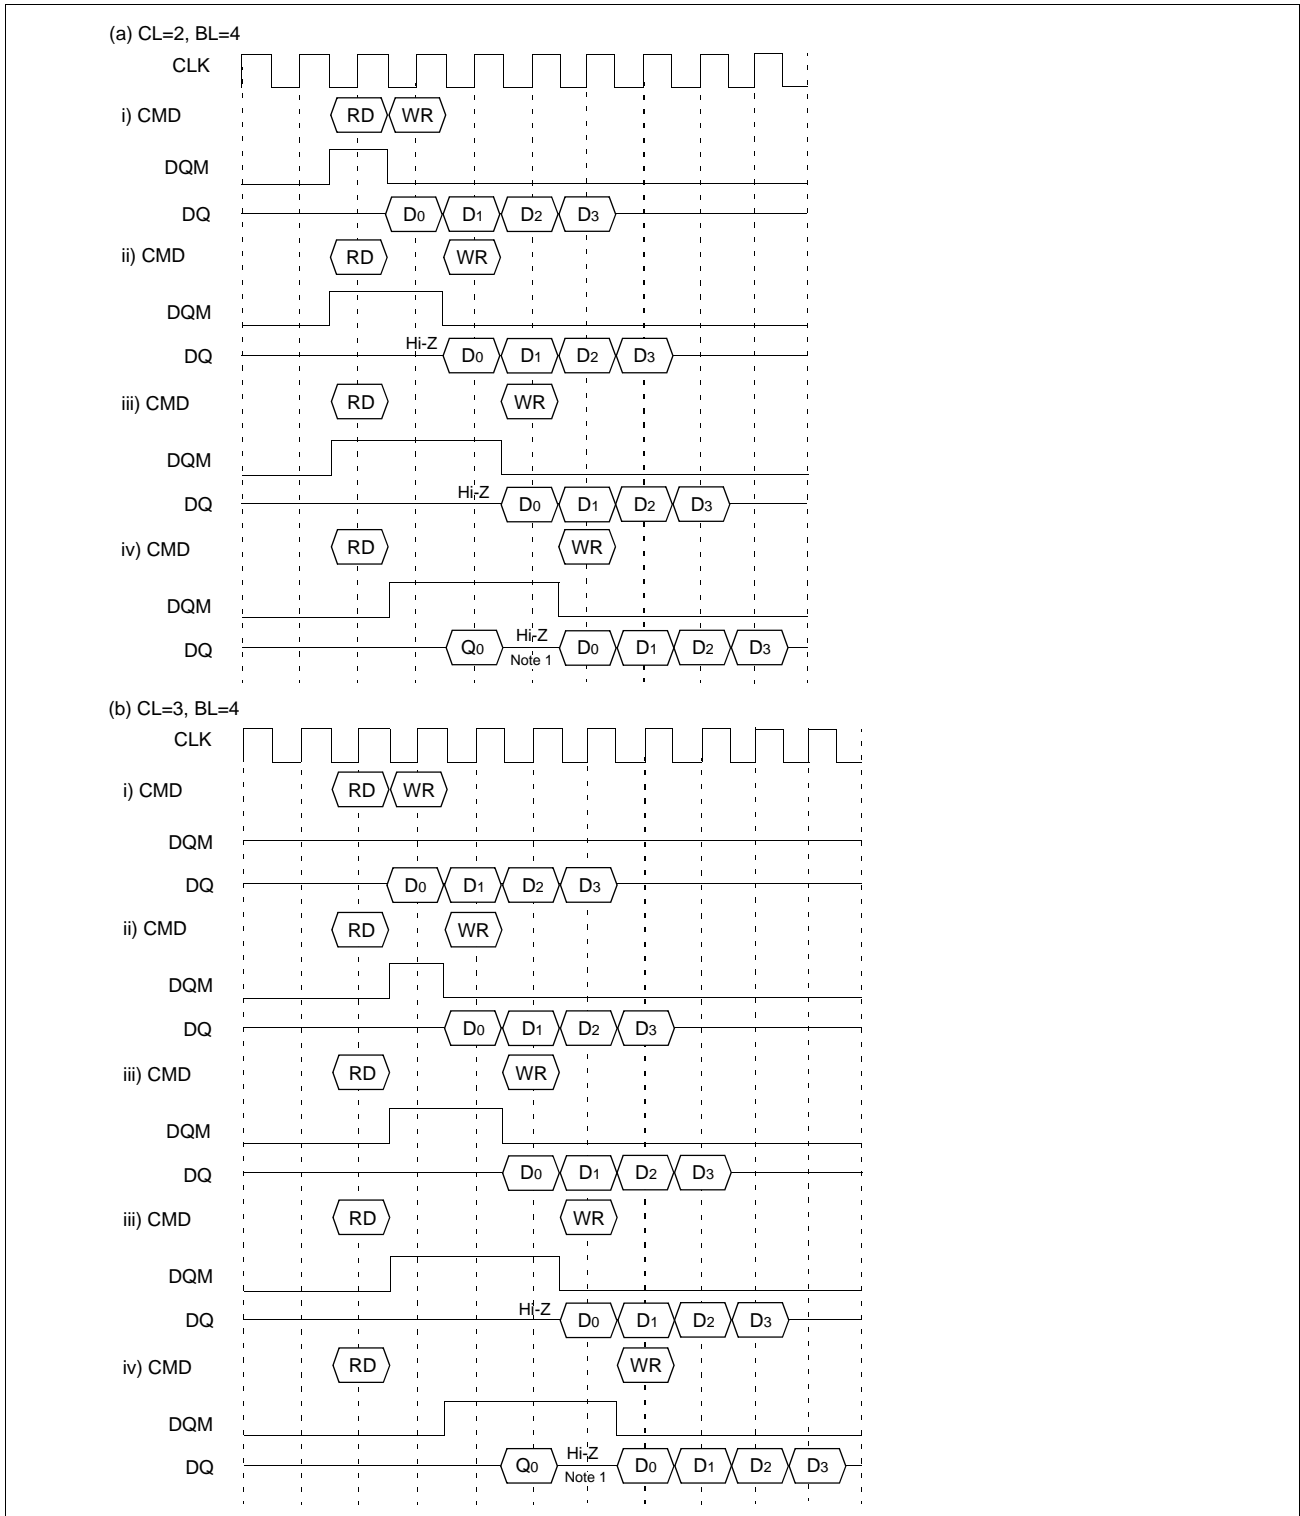 (a) CL=2, BL=4
CLK
i) CMD RD WR
DQM
DQ D0 D1 D2 D3
ii) CMD RD WR
DQM
DQ Hi-Z D0 D1 D2 D3
iii) CMD RD WR
DQM
DQ Hi-Z D0 D1 D2 D3
iv) CMD RD WR
DQM
DQ Q0 Hi-Z D0 D1 D2 D3
Note 1
(b) CL=3, BL=4
CLK
i) CMD RD WR
DQM
DQ D0 D1 D2 D3
ii) CMD RD WR
DQM
DQ D0 D1 D2 D3
iii) CMD RD WR
DQM
DQ D0 D1 D2 D3
iii) CMD RD WR
DQM
DQ Hi-Z D0 D1 D2 D3
iv) CMD RD WR
DQM
DQ Q0 Hi-Z D0 D1 D2 D3
Note 1